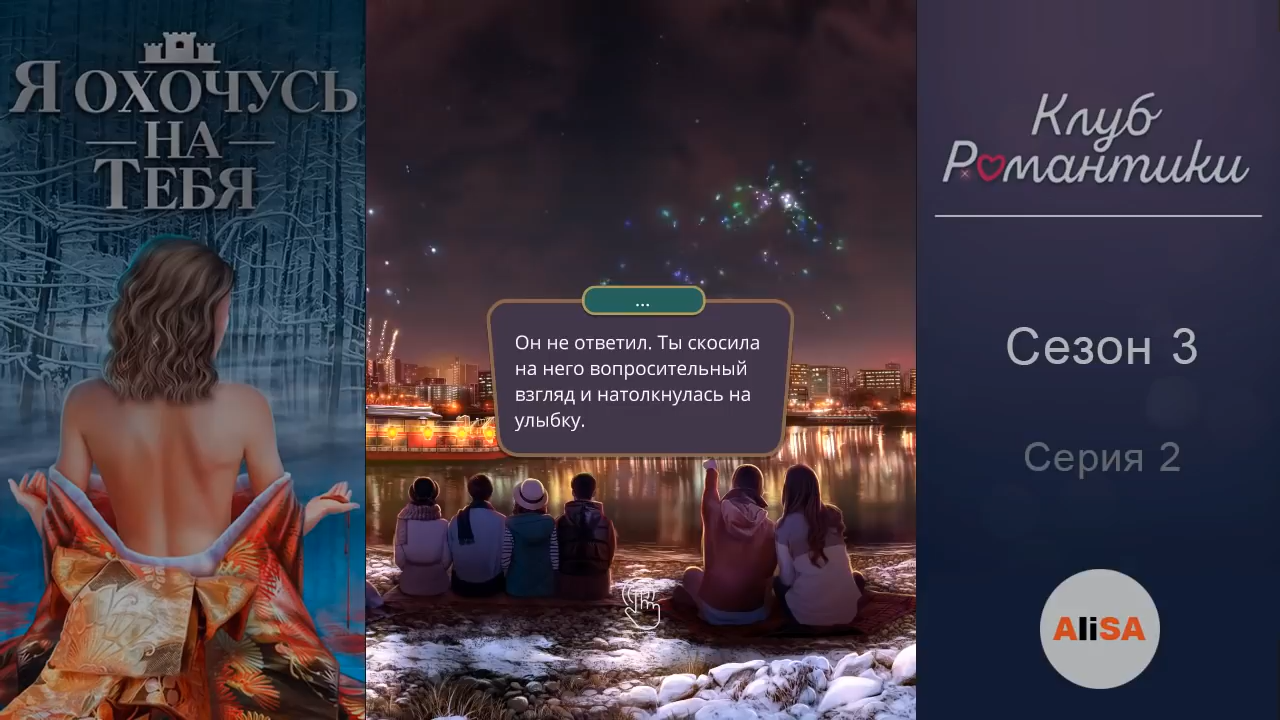 Я ОХОЧУСЬ
НА
ТЕБЯ
...
Он не ответил. Ты скосила
на него вопросительный
взгляд и натолкнулась на
улыбку.
Клуб
Романтики
Сезон 3
Серия 2
AliSA